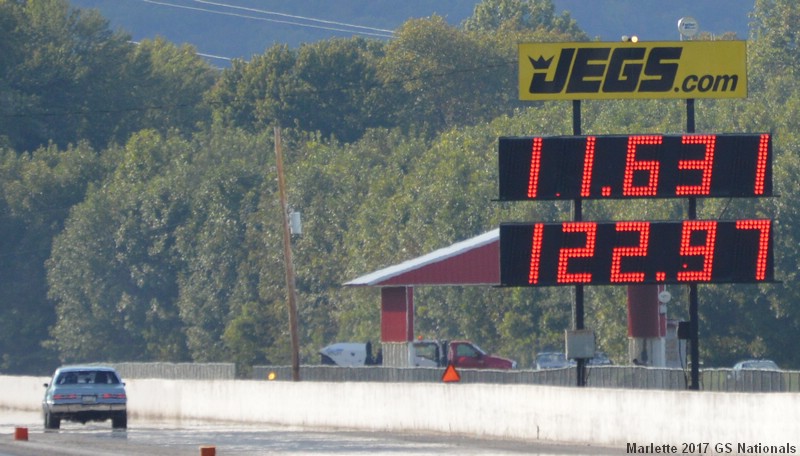 JEGS.com
11.631
122.97
Marlette 2017 GS Nationals